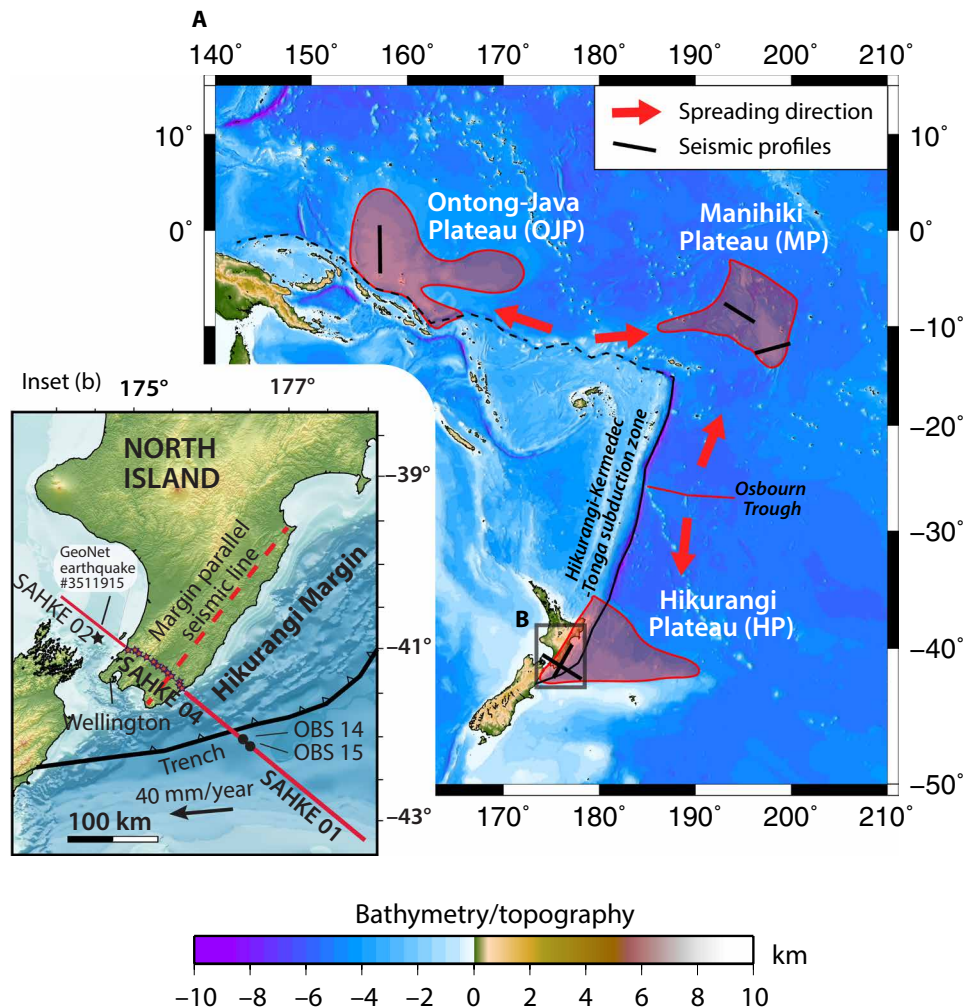 A
140° 150° 160° 170° 180° 190° 200° 210°
Spreading direction
Seismic profiles
10°
0°
−10°
−20°
−30°
−40°
−50°
Ontong-Java
Plateau (OJP)
Manihiki
Plateau (MP)
Hikurangi-Kermedec
-Tonga subduction zone
Osbourn
Trough
Hikurangi
Plateau (HP)
B
170° 180° 190° 200° 210°
Inset (b)
175° 177°
NORTH
ISLAND
−39°
−41°
−43°
GeoNet
earthquake
#3511915
SAHKE 02
Margin parallel
seismic line
Hikurangi Margin
SAHKE 04
Wellington
OBS 14
OBS 15
Trench
SAHKE 01
40 mm/year
100 km
Bathymetry/topography
km
−10 −8 −6 −4 −2 0 2 4 6 8 10